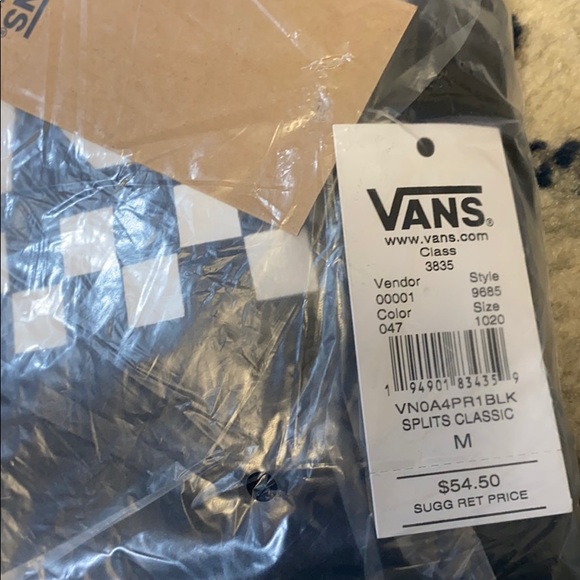 VANS®
www.vans.com
Class
3835
Vendor Style
00001 9685
Color Size
047 1020
1 94901 83435 9
VN0A4PR1BLK
SPLITS CLASSIC
M
$54.50
SUGG RET PRICE